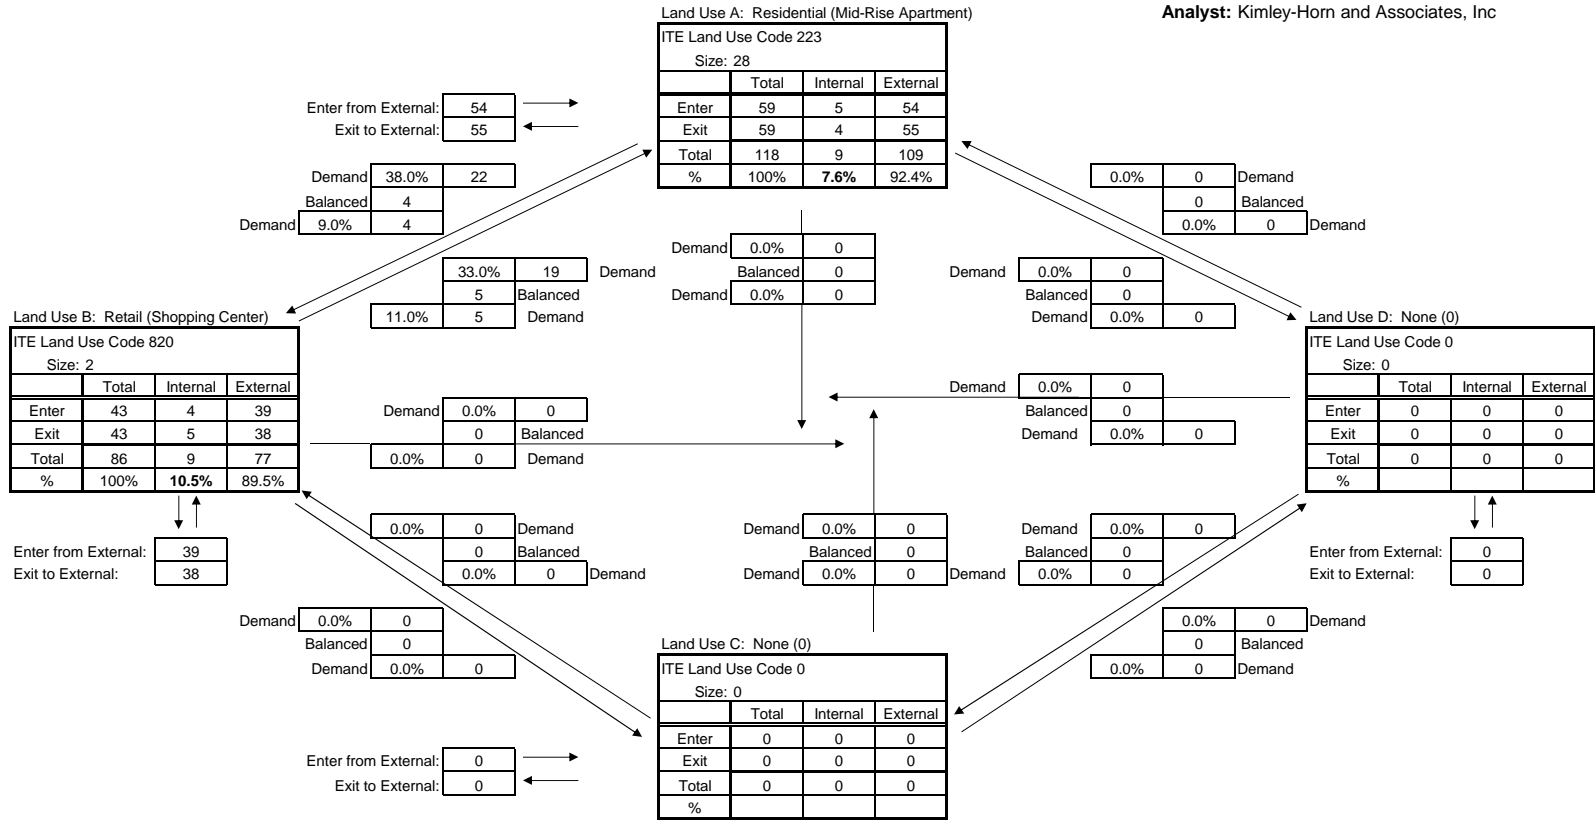 Land Use A: Residential (Mid-Rise Apartment)
Analyst: Kimley-Horn and Associates, Inc
ITE Land Use Code 223
Size: 28
Total Internal External
Enter 59 5 54
Exit 59 4 55
Total 118 9 109
% 100% 7.6% 92.4%
Enter from External: 54
Exit to External: 55
Demand 38.0% 22
Balanced 4
Demand 9.0% 4
0.0% 0 Demand
0 Balanced
0.0% 0 Demand
Demand 0.0% 0
Balanced 0
Demand 0.0% 0
33.0% 19 Demand
5 Balanced
11.0% 5 Demand
Demand 0.0% 0
Balanced 0
Demand 0.0% 0
Land Use B: Retail (Shopping Center)
ITE Land Use Code 820
Size: 2
Total Internal External
Enter 43 4 39
Exit 43 5 38
Total 86 9 77
% 100% 10.5% 89.5%
Enter from External: 39
Exit to External: 38
Land Use D: None (0)
ITE Land Use Code 0
Size: 0
Total Internal External
Enter 0 0 0
Exit 0 0 0
Total 0 0 0
%
Enter from External: 0
Exit to External: 0
Demand 0.0% 0
0 Balanced
0.0% 0 Demand
Demand 0.0% 0
Balanced 0
Demand 0.0% 0
0.0% 0 Demand
0 Balanced
0.0% 0 Demand
Demand 0.0% 0
Balanced 0
Demand 0.0% 0
Demand 0.0% 0
Balanced 0
Demand 0.0% 0
Demand 0.0% 0
Balanced 0
Demand 0.0% 0
0.0% 0 Demand
0 Balanced
0.0% 0 Demand
Land Use C: None (0)
ITE Land Use Code 0
Size: 0
Total Internal External
Enter 0 0 0
Exit 0 0 0
Total 0 0 0
%
Enter from External: 0
Exit to External: 0